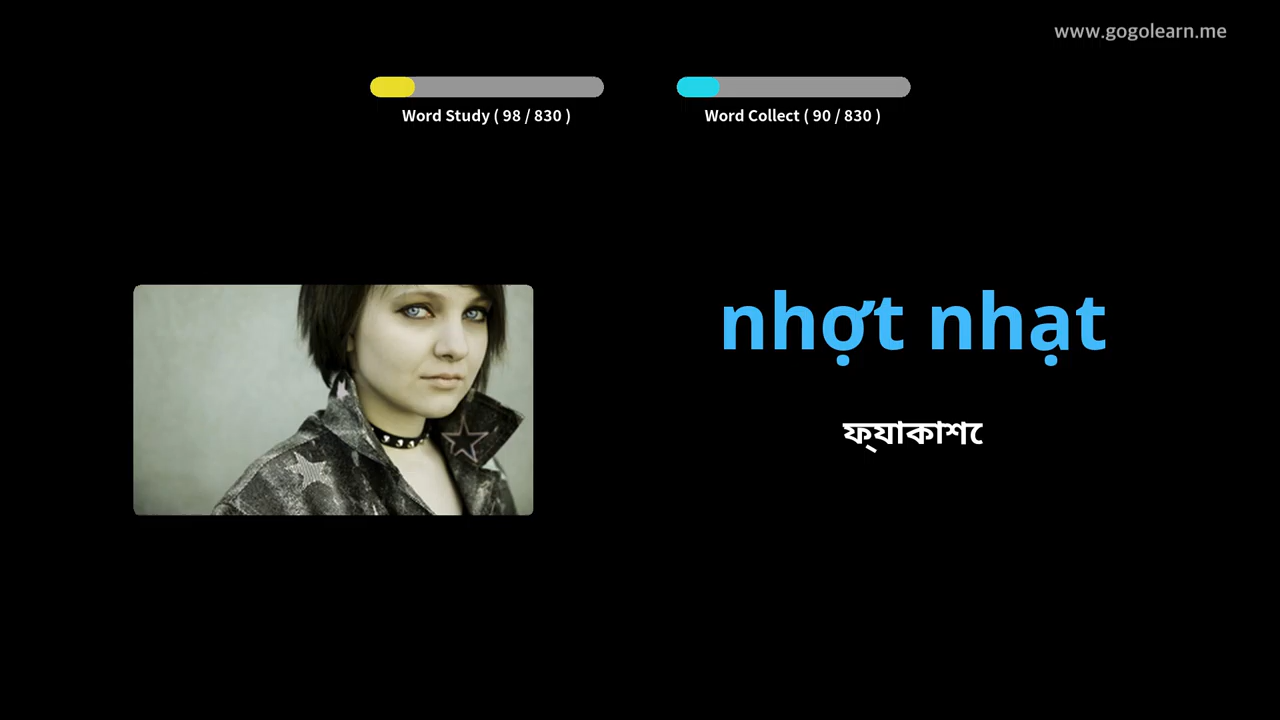 www.gogolearn.me
Word Study ( 98 / 830 )
Word Collect ( 90 / 830 )
nhợt nhạt
ফ্যাকাশে